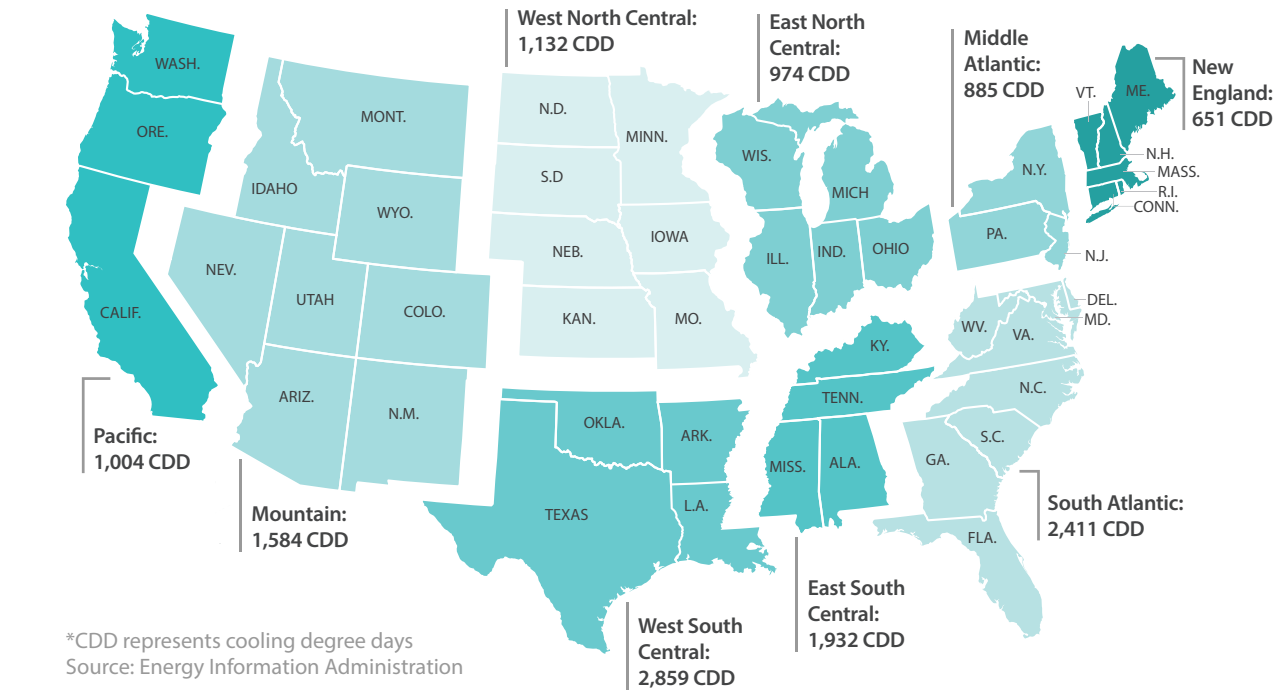 West North Central:
1,132 CDD
East North
Central:
974 CDD
Middle
Atlantic:
885 CDD
New
England:
651 CDD
WASH.
ORE.
CALIF.
MONT.
IDAHO
WYO.
NEV.
UTAH
COLO.
ARIZ.
N.M.
N.D.
S.D
NEB.
KAN.
MINN.
IOWA
MO.
WIS.
MICH
ILL.
IND.
OHIO
N.Y.
PA.
N.J.
VT.
ME.
N.H.
MASS.
R.I.
CONN.
DEL.
MD.
WV.
VA.
N.C.
S.C.
GA.
FLA.
KY.
TENN.
MISS.
ALA.
OKLA.
ARK.
TEXAS
L.A.
Pacific:
1,004 CDD
Mountain:
1,584 CDD
South Atlantic:
2,411 CDD
East South
Central:
1,932 CDD
West South
Central:
2,859 CDD
*CDD represents cooling degree days
Source: Energy Information Administration